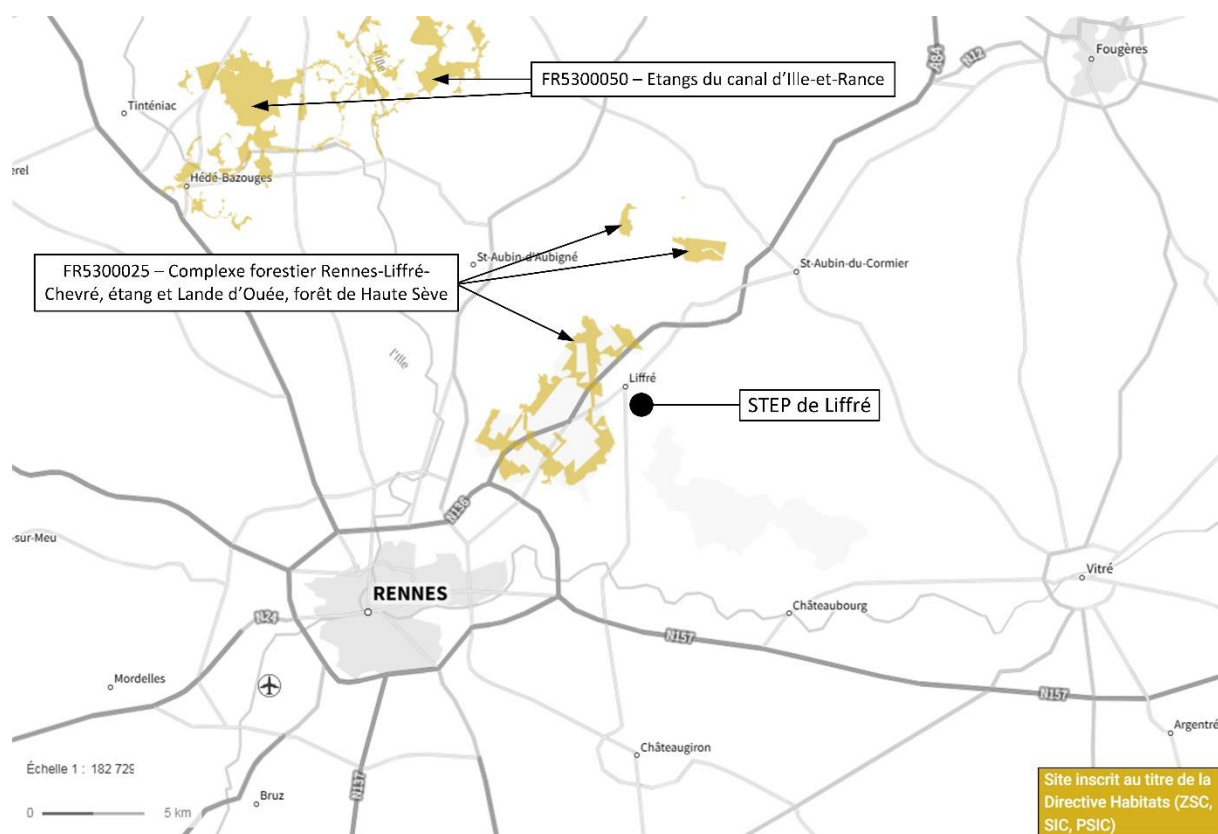 l'Ille
A84
N12
Fougères
FR5300050 – Etangs du canal d'Ille-et-Rance
Tinténiac
erel
Hédé-Bazouges
St-Aubin-d'Aubigné
St-Aubin-du-Cormier
FR5300025 – Complexe forestier Rennes-Liffré-
Chevré, étang et Lande d'Ouée, forêt de Haute Sève
l'Ille
Liffré
STEP de Liffré
N136
-sur-Meu
RENNES
Vitré
Châteaubourg
N24
N157
Mordelles
N157
Argentré
Châteaugiron
Échelle 1 : 182 729
N137
Bruz
0
5 km
Site inscrit au titre de la
Directive Habitats (ZSC,
SIC, PSIC)